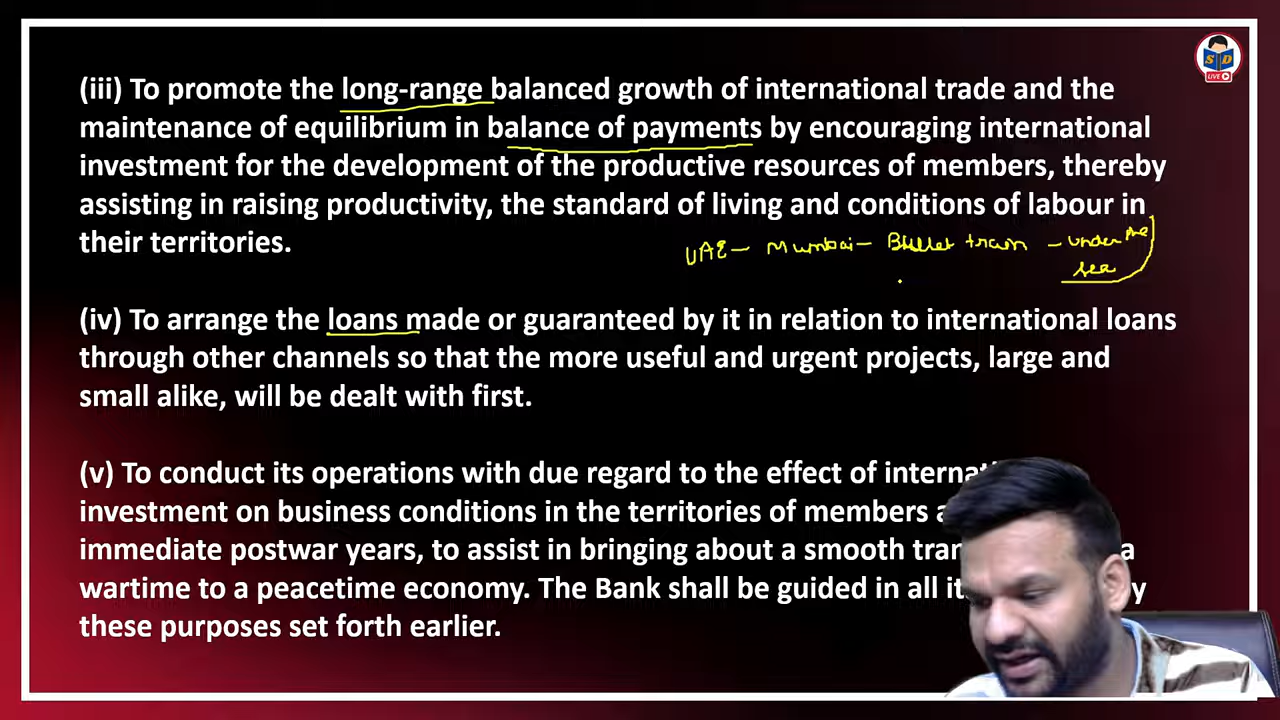 S D
LIVE
(iii) To promote the long-range balanced growth of international trade and the
maintenance of equilibrium in balance of payments by encouraging international
investment for the development of the productive resources of members, thereby
assisting in raising productivity, the standard of living and conditions of labour in
their territories.
UAE - Mumbai - Bullet train - under the
sea
(iv) To arrange the loans made or guaranteed by it in relation to international loans
through other channels so that the more useful and urgent projects, large and
small alike, will be dealt with first.
(v) To conduct its operations with due regard to the effect of internati
investment on business conditions in the territories of members a
immediate postwar years, to assist in bringing about a smooth tran a
wartime to a peacetime economy. The Bank shall be guided in all it y
these purposes set forth earlier.